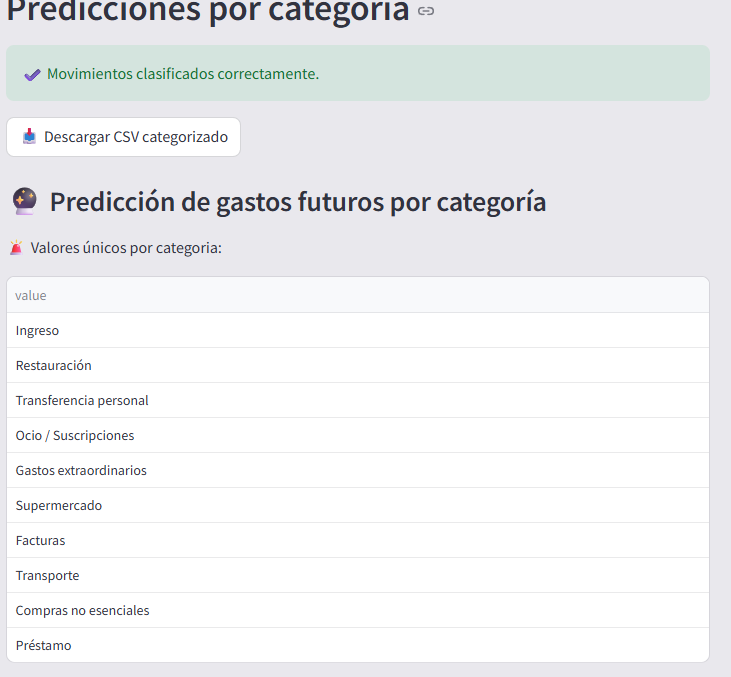 Predicciones por categoría
Movimientos clasificados correctamente.
Descargar CSV categorizado
Predicción de gastos futuros por categoría
Valores únicos por categoria:
value
Ingreso
Restauración
Transferencia personal
Ocio / Suscripciones
Gastos extraordinarios
Supermercado
Facturas
Transporte
Compras no esenciales
Préstamo